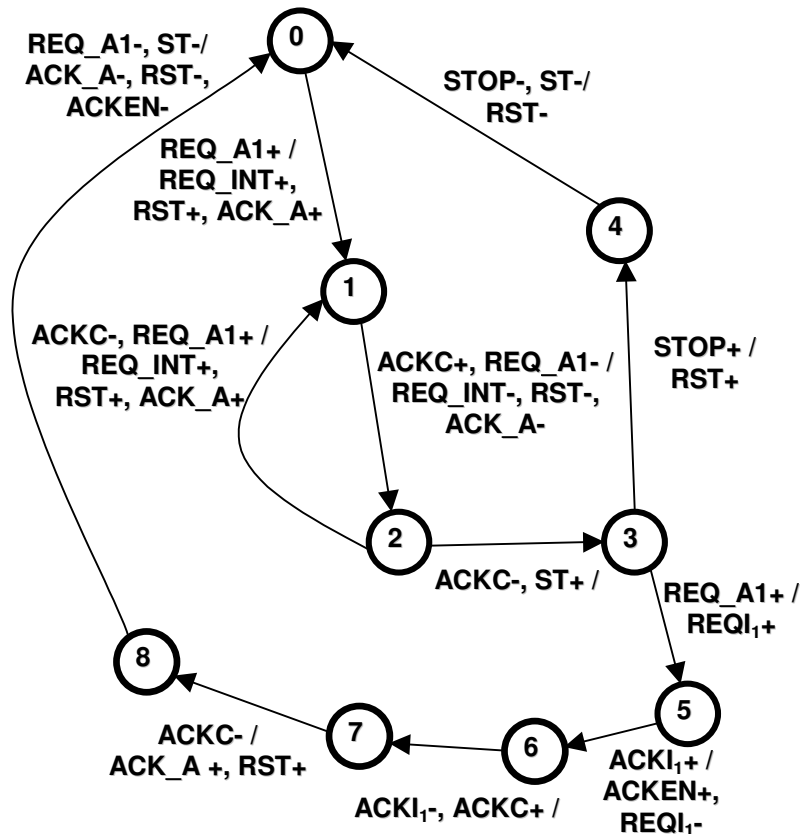 0
REQ_A1-, ST-/
ACK_A-, RST-,
ACKEN-
STOP-, ST-/
RST-
REQ_A1+ /
REQ_INT+,
RST+, ACK_A+
4
1
ACKC-, REQ_A1+ /
REQ_INT+,
RST+, ACK_A+
ACKC+, REQ_A1- /
REQ_INT-, RST-,
ACK_A-
STOP+ /
RST+
2
3
ACKC-, ST+ /
REQ_A1+ /
REQI₁+
8
5
7
6
ACKC- /
ACK_A +, RST+
ACKI₁+ /
ACKEN+,
REQI₁-
ACKI₁-, ACKC+ /